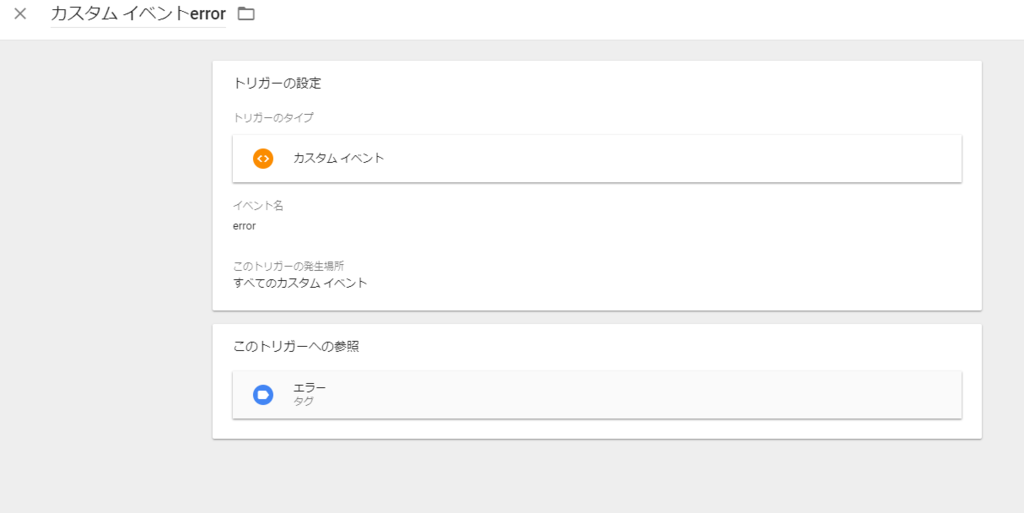 カスタム イベントerror
トリガーの設定
トリガーのタイプ
カスタム イベント
イベント名
error
このトリガーの発生場所
すべてのカスタム イベント
このトリガーへの参照
エラー
タグ